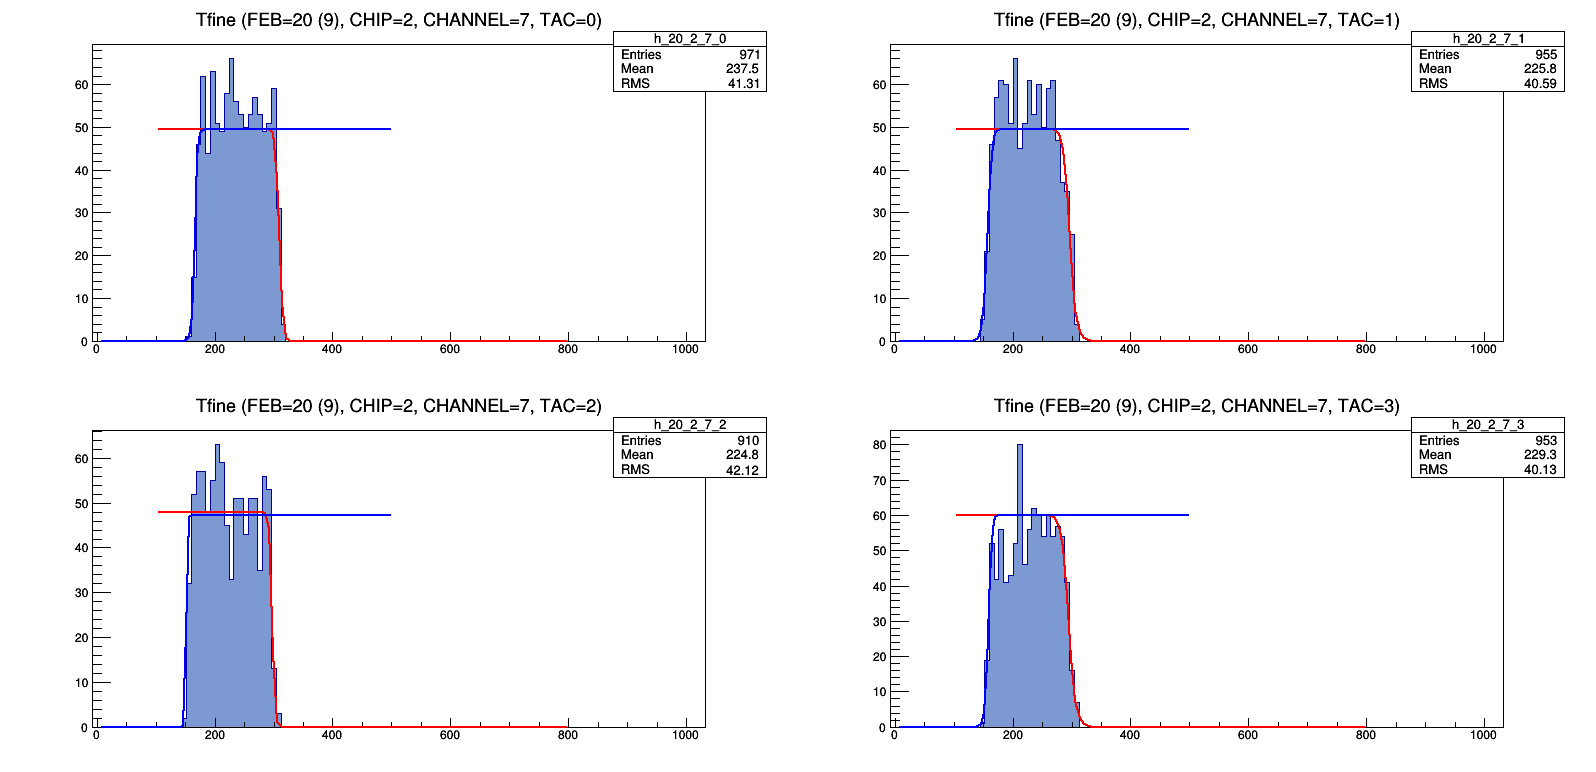 Tfine (FEB=20 (9), CHIP=2, CHANNEL=7, TAC=0)
h_20_2_7_0
Entries 971
Mean 237.5
RMS 41.31
60
50
40
30
20
10
0
0 200 400 600 800 1000
Tfine (FEB=20 (9), CHIP=2, CHANNEL=7, TAC=1)
h_20_2_7_1
Entries 955
Mean 225.8
RMS 40.59
60
50
40
30
20
10
0
0 200 400 600 800 1000
Tfine (FEB=20 (9), CHIP=2, CHANNEL=7, TAC=2)
h_20_2_7_2
Entries 910
Mean 224.8
RMS 42.12
60
50
40
30
20
10
0
0 200 400 600 800 1000
Tfine (FEB=20 (9), CHIP=2, CHANNEL=7, TAC=3)
h_20_2_7_3
Entries 953
Mean 229.3
RMS 40.13
80
70
60
50
40
30
20
10
0
0 200 400 600 800 1000